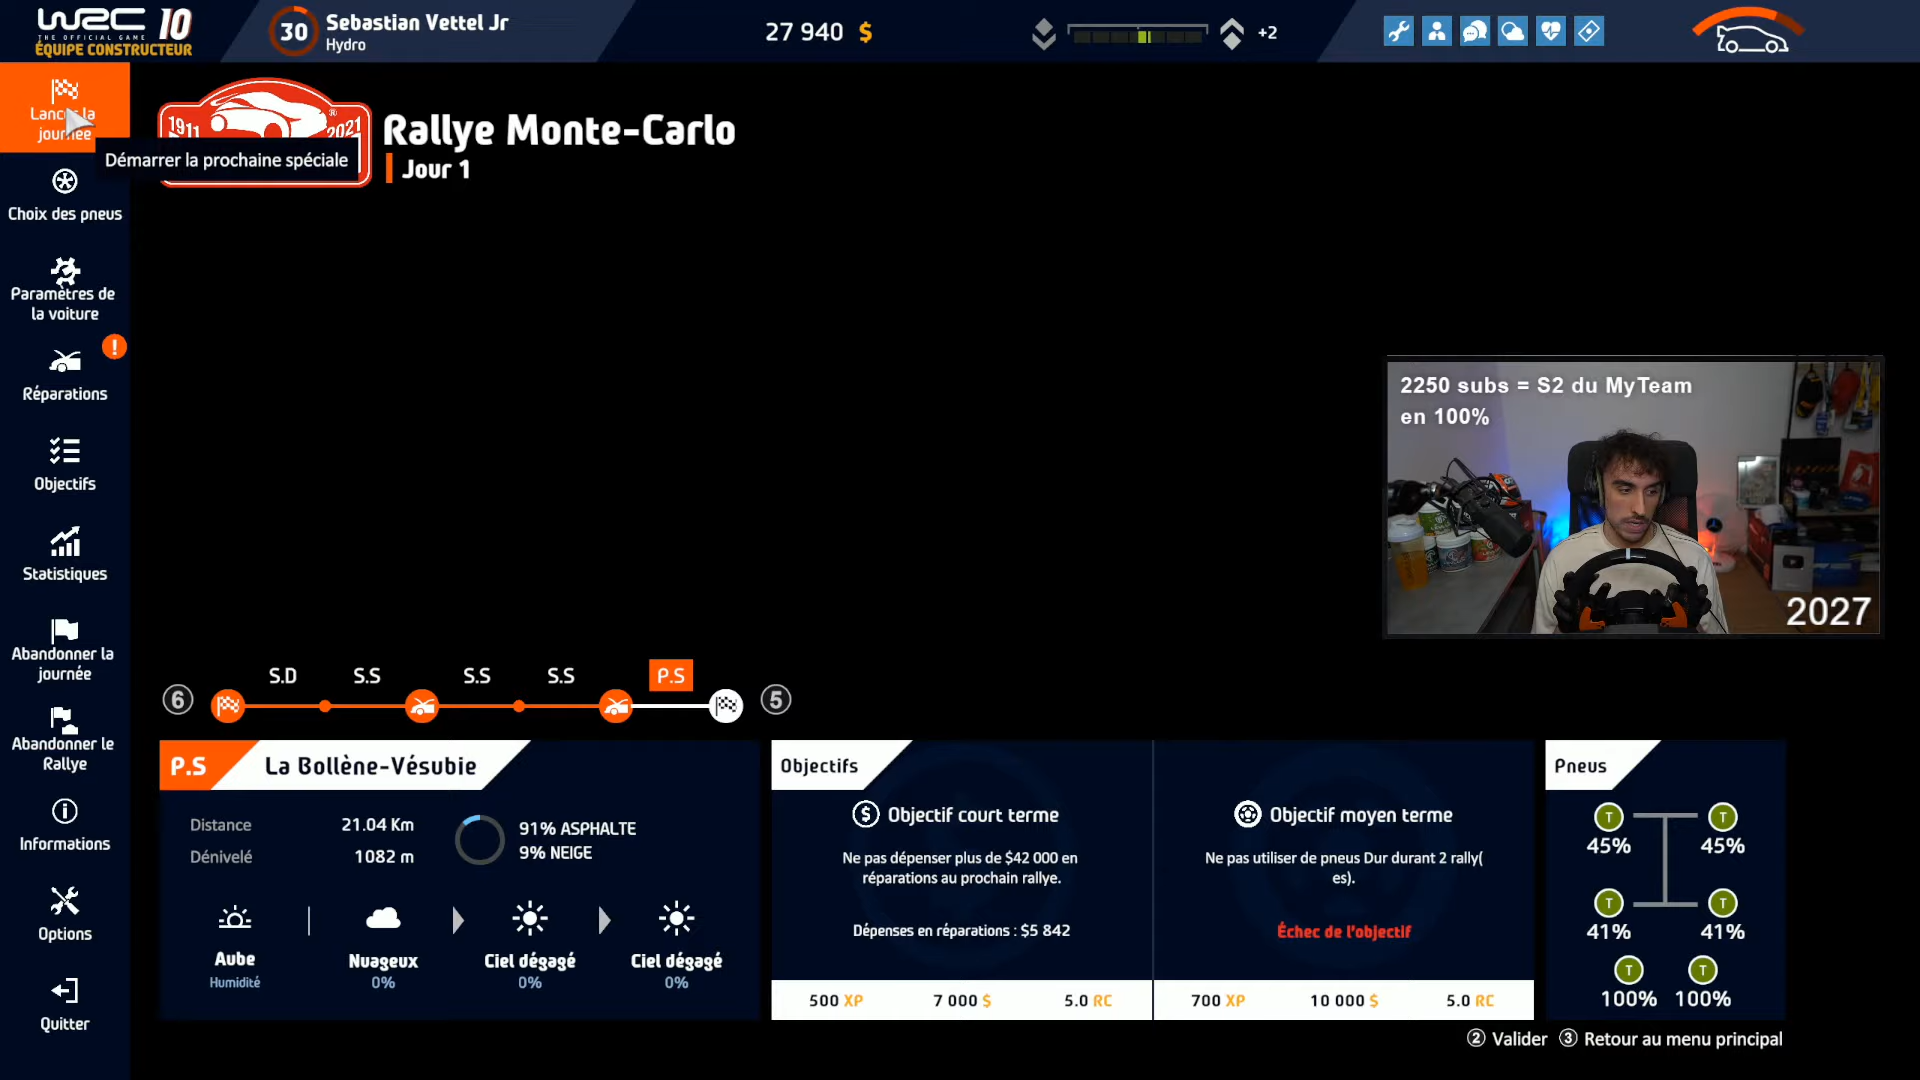 WRC 10
THE OFFICIAL GAME
ÉQUIPE CONSTRUCTEUR
30
Sebastian Vettel Jr
Hydro
27 940 $
+2
Lancer la
journée
Démarrer la prochaine spéciale
1911
2021
Rallye Monte-Carlo
Jour 1
Choix des pneus
Paramètres de
la voiture
!
Réparations
Objectifs
Statistiques
Abandonner la
journée
Abandonner le
Rallye
Informations
Options
Quitter
2250 subs = S2 du MyTeam
en 100%
2027
S.D
S.S
S.S
S.S
P.S
6
5
P.S
La Bollène-Vésubie
Distance
21.04 Km
Dénivelé
1082 m
91% ASPHALTE
9% NEIGE
Aube
Humidité
Nuageux
0%
Ciel dégagé
0%
Ciel dégagé
0%
Objectifs
$ Objectif court terme
Ne pas dépenser plus de $42 000 en
réparations au prochain rallye.
Dépenses en réparations : $5 842
500 XP
7 000 $
5.0 RC
Objectif moyen terme
Ne pas utiliser de pneus Dur durant 2 rally(
es).
Échec de l'objectif
700 XP
10 000 $
5.0 RC
Pneus
T
T
45%
45%
T
T
41%
41%
T
T
100%
100%
2 Valider
3 Retour au menu principal